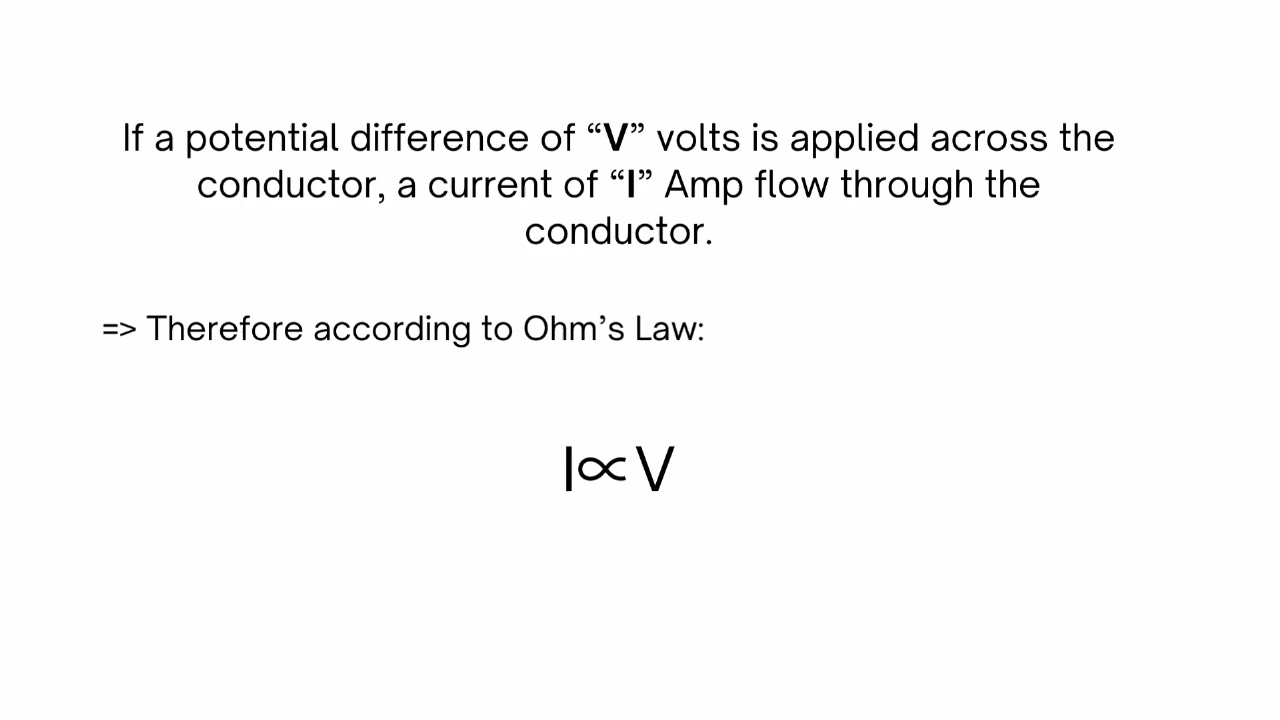 If a potential difference of “V” volts is applied across the
conductor, a current of “I” Amp flow through the
conductor.
=> Therefore according to Ohm’s Law:
I∝V